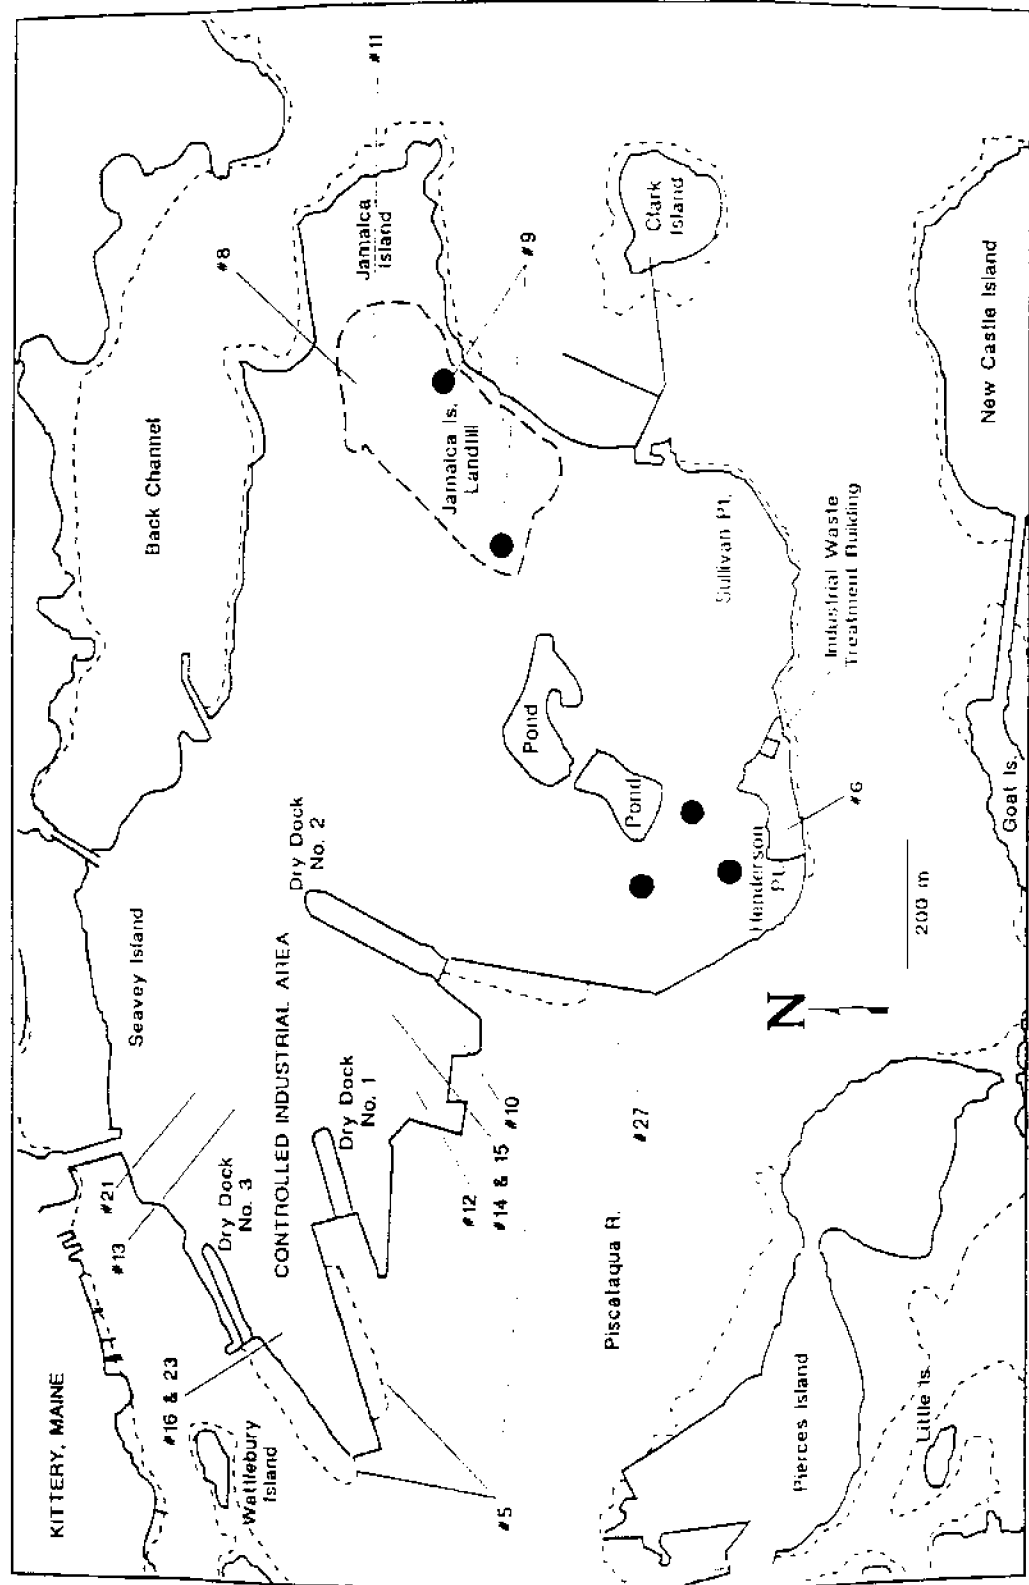 KITTERY, MAINE
Wattlebury
Island
#16 & 23
#13
#21
Seavey Island
Back Channel
#8
#11
Dry Dock
No. 3
CONTROLLED INDUSTRIAL AREA
Dry Dock
No. 1
Dry Dock
No. 2
Jamaica
Island
Jamaica Is.
Landfill
#9
#5
#12
#14 & 15
#10
Pond
Pond
Clark
Island
Piscataqua R.
#27
Henderson
Pt.
Sullivan Pt.
#6
Industrial Waste
Treatment Building
N
200 m
Pierces Island
Little Is.
Goat Is.
New Castle Island